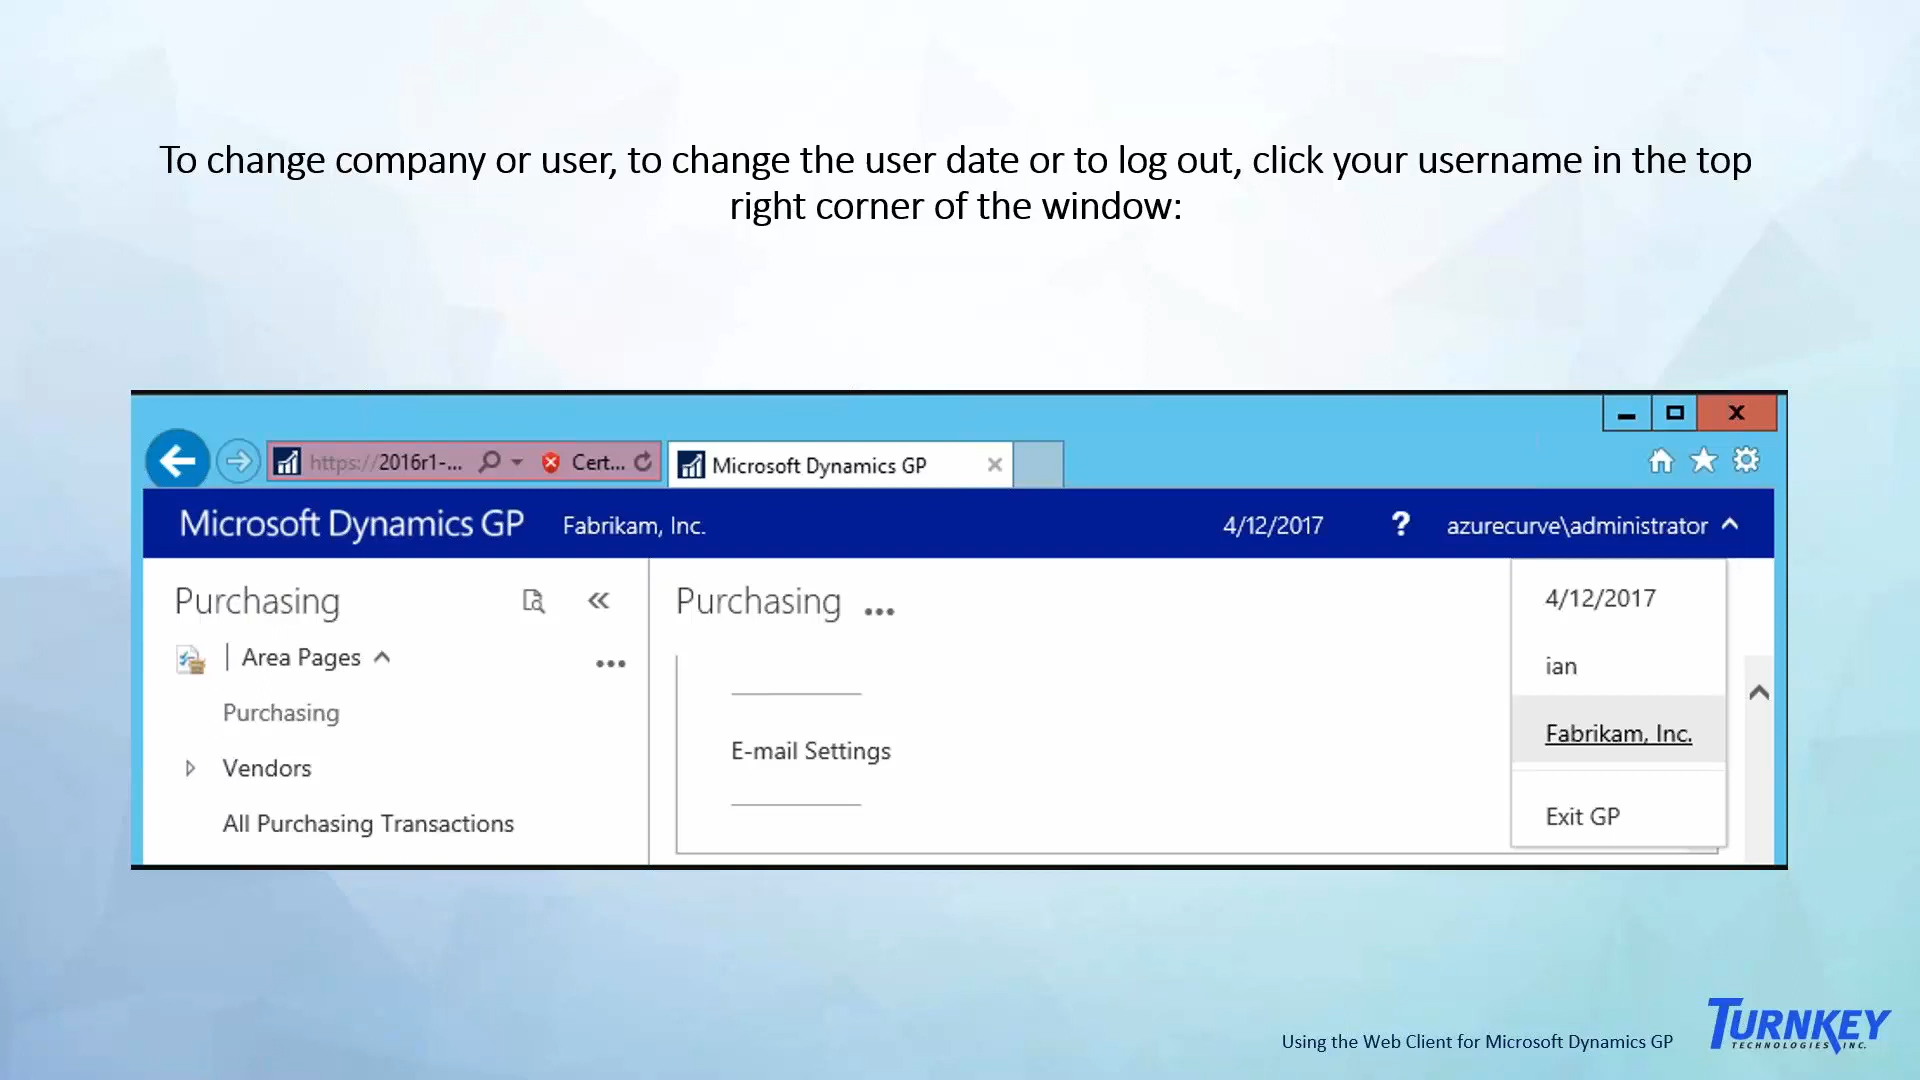 To change company or user, to change the user date or to log out, click your username in the top
right corner of the window:
https://2016r1-... Cert... Microsoft Dynamics GP
Microsoft Dynamics GP Fabrikam, Inc. 4/12/2017 ? azurecurve\administrator
Purchasing
Area Pages
Purchasing
Vendors
All Purchasing Transactions
Purchasing ...
E-mail Settings
4/12/2017
ian
Fabrikam, Inc.
Exit GP
Using the Web Client for Microsoft Dynamics GP
TURNKEY
TECHNOLOGIES, INC.